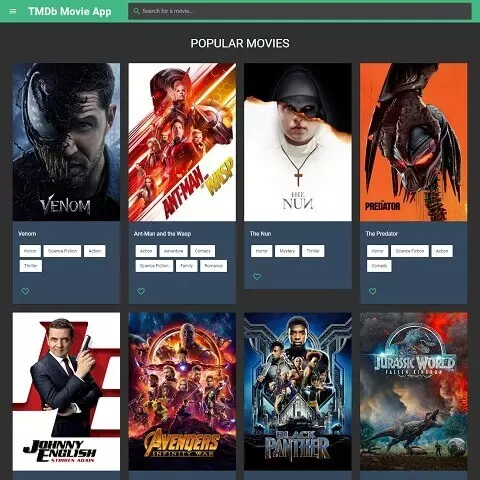 TMDb Movie App
Search for a movie...
POPULAR MOVIES
VENOM
ANT-MAN AND THE WASP
THE
NUN
THE
PREDATOR
Venom
Ant-Man and the Wasp
The Nun
The Predator
Horror Science Fiction Action
Thriller
Action Adventure Comedy
Science Fiction Family Romance
Horror Mystery Thriller
Horror Science Fiction Action
Comedy
JOHNNY
ENGLISH
STRIKES AGAIN
AVENGERS
INFINITY WAR
BLACK
PANTHER
JURASSIC WORLD
FALLEN KINGDOM